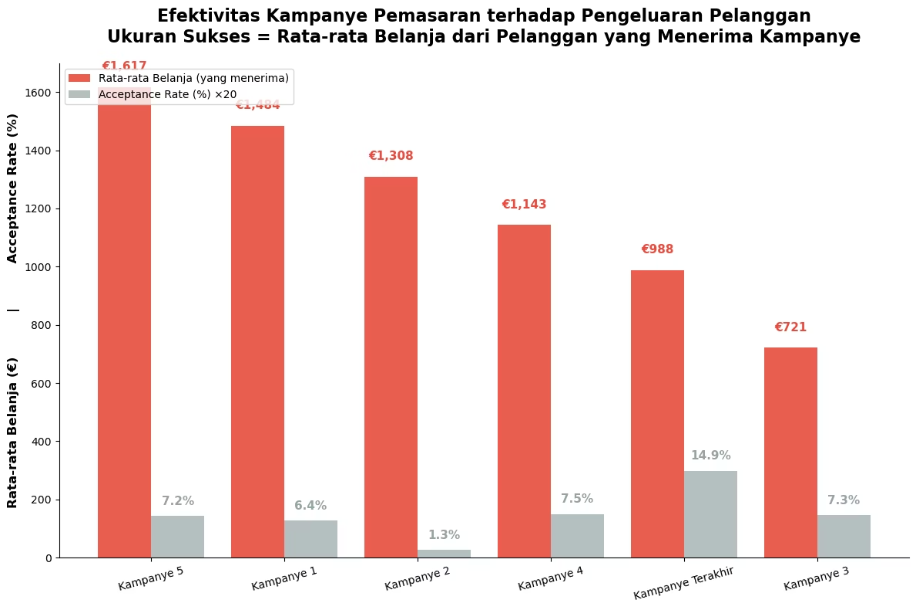 Efektivitas Kampanye Pemasaran terhadap Pengeluaran Pelanggan
Ukuran Sukses = Rata-rata Belanja dari Pelanggan yang Menerima Kampanye
Rata-rata Belanja (€) | Acceptance Rate (%)
Rata-rata Belanja (yang menerima)
Acceptance Rate (%) ×20
1600
1400
1200
1000
800
600
400
200
0
€1,617
€1,484
€1,308
€1,143
€988
€721
7.2%
6.4%
1.3%
7.5%
14.9%
7.3%
Kampanye 5
Kampanye 1
Kampanye 2
Kampanye 4
Kampanye Terakhir
Kampanye 3